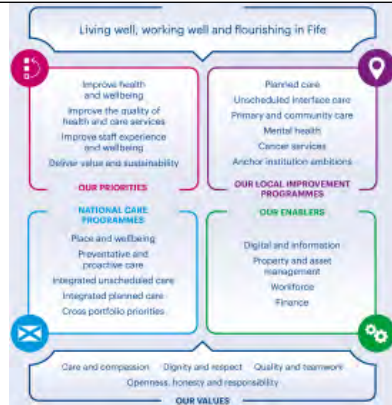 Living well, working well and flourishing in Fife
Improve health
and wellbeing
Improve the quality of
health and care services
Improve staff experience
and wellbeing
Deliver value and sustainability
OUR PRIORITIES
Planned care
Unscheduled interface care
Primary and community care
Mental health
Cancer services
Anchor institution ambitions
OUR LOCAL IMPROVEMENT
PROGRAMMES
NATIONAL CARE
PROGRAMMES
Place and wellbeing
Preventative and
proactive care
Integrated unscheduled care
Integrated planned care
Cross portfolio priorities
OUR ENABLERS
Digital and information
Property and asset
management
Workforce
Finance
Care and compassion Dignity and respect Quality and teamwork
Openness, honesty and responsibility
OUR VALUES